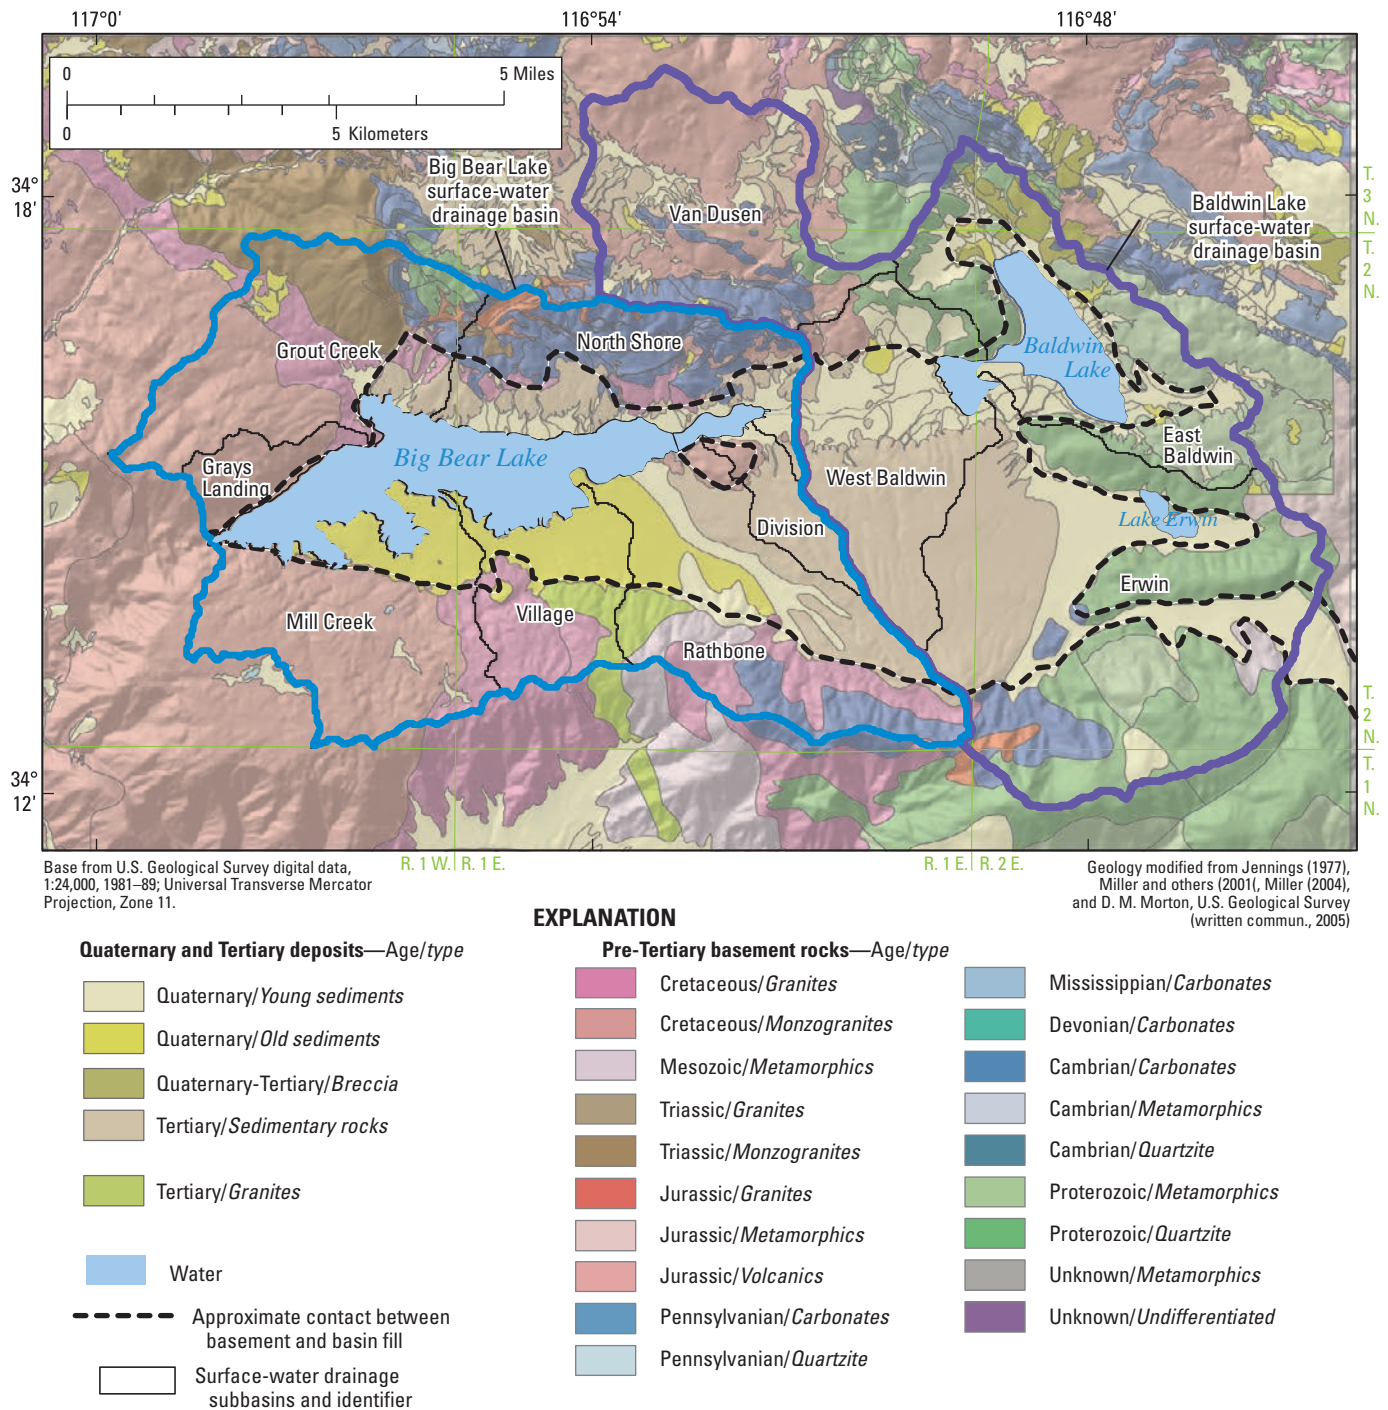 117°0'
116°54'
116°48'
0
5 Miles
0
5 Kilometers
34°
18'
Big Bear Lake
surface-water
drainage basin
Van Dusen
Baldwin Lake
surface-water
drainage basin
T.
3
N.
T.
2
N.
Grout Creek
North Shore
Baldwin
Lake
Grays
Landing
Big Bear Lake
West Baldwin
East
Baldwin
Division
Lake Erwin
Mill Creek
Village
Rathbone
Erwin
T.
2
N.
T.
1
N.
34°
12'
R. 1 W.
R. 1 E.
R. 1 E.
R. 2 E.
Base from U.S. Geological Survey digital data,
1:24,000, 1981–89; Universal Transverse Mercator
Projection, Zone 11.
Geology modified from Jennings (1977),
Miller and others (2001(, Miller (2004),
and D. M. Morton, U.S. Geological Survey
(written commun., 2005)
EXPLANATION
Quaternary and Tertiary deposits—Age/type
Quaternary/Young sediments
Quaternary/Old sediments
Quaternary-Tertiary/Breccia
Tertiary/Sedimentary rocks
Tertiary/Granites
Water
Approximate contact between
basement and basin fill
Surface-water drainage
subbasins and identifier
Pre-Tertiary basement rocks—Age/type
Cretaceous/Granites
Cretaceous/Monzogranites
Mesozoic/Metamorphics
Triassic/Granites
Triassic/Monzogranites
Jurassic/Granites
Jurassic/Metamorphics
Jurassic/Volcanics
Pennsylvanian/Carbonates
Pennsylvanian/Quartzite
Mississippian/Carbonates
Devonian/Carbonates
Cambrian/Carbonates
Cambrian/Metamorphics
Cambrian/Quartzite
Proterozoic/Metamorphics
Proterozoic/Quartzite
Unknown/Metamorphics
Unknown/Undifferentiated